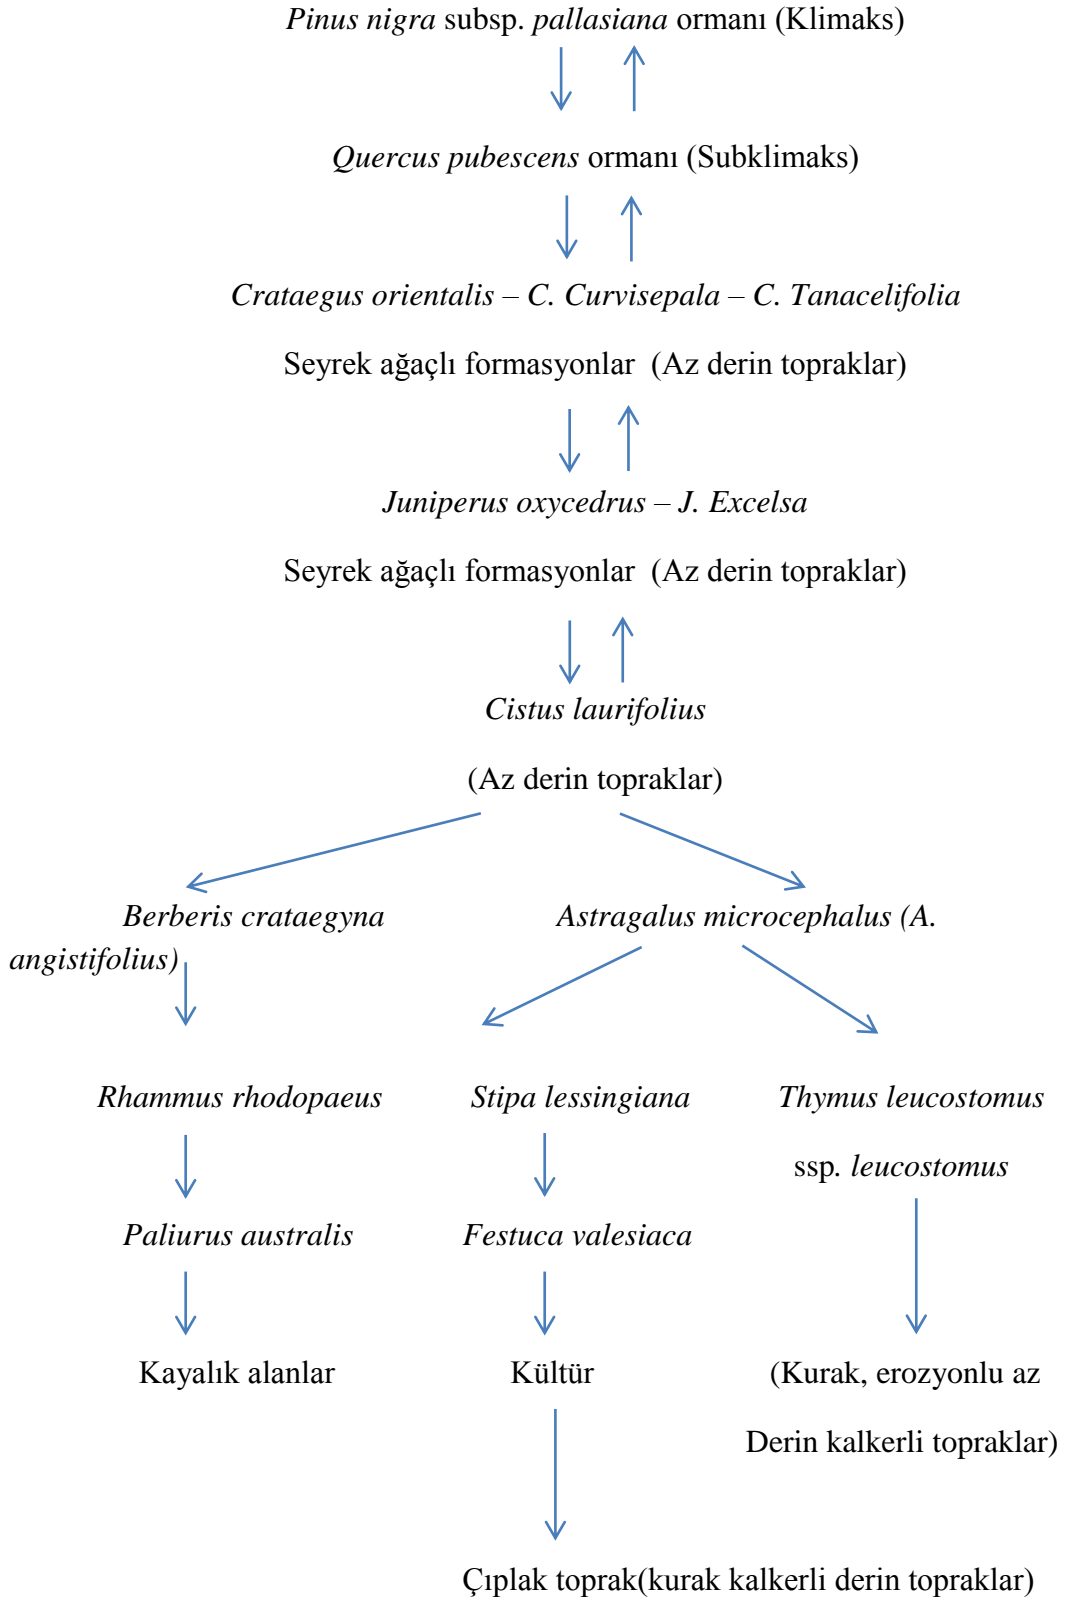 Pinus nigra subsp. pallasiana ormanı (Klimaks)
Quercus pubescens ormanı (Subklimaks)
Crataegus orientalis – C. Curvisepala – C. Tanacelifolia
Seyrek ağaçlı formasyonlar (Az derin topraklar)
Juniperus oxycedrus – J. Excelsa
Seyrek ağaçlı formasyonlar (Az derin topraklar)
Cistus laurifolius
(Az derin topraklar)
Berberis crataegyna Astragalus microcephalus (A.
angistifolius)
Rhammus rhodopaeus Stipa lessingiana Thymus leucostomus
ssp. leucostomus
Paliurus australis Festuca valesiaca
Kayalık alanlar Kültür (Kurak, erozyonlu az
Derin kalkerli topraklar)
Çıplak toprak(kurak kalkerli derin topraklar)